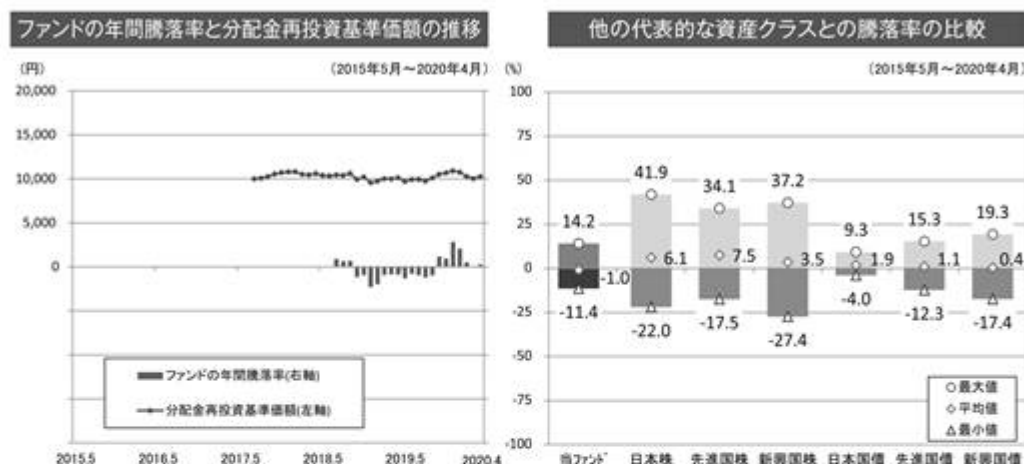 ファンドの年間騰落率と分配金再投資基準価額の推移
(円)
(2015年5月~2020年4月)
20,000
15,000
10,000
5,000
0
ファンドの年間騰落率(右軸)
分配金再投資基準価額(左軸)
2015.5 2016.5 2017.5 2018.5 2019.5 2020.4
他の代表的な資産クラスとの騰落率の比較
(%)
(2015年5月~2020年4月)
100
75
50
25
0
-25
-50
-75
-100
14.2 41.9 34.1 37.2 9.3 15.3 19.3
-1.0 6.1 7.5 3.5 1.9 1.1 0.4
-11.4 -22.0 -17.5 -27.4 -4.0 -12.3 -17.4
最大値
平均値
最小値
当ファンド 日本株 先進国株 新興国株 日本国債 先進国債 新興国債